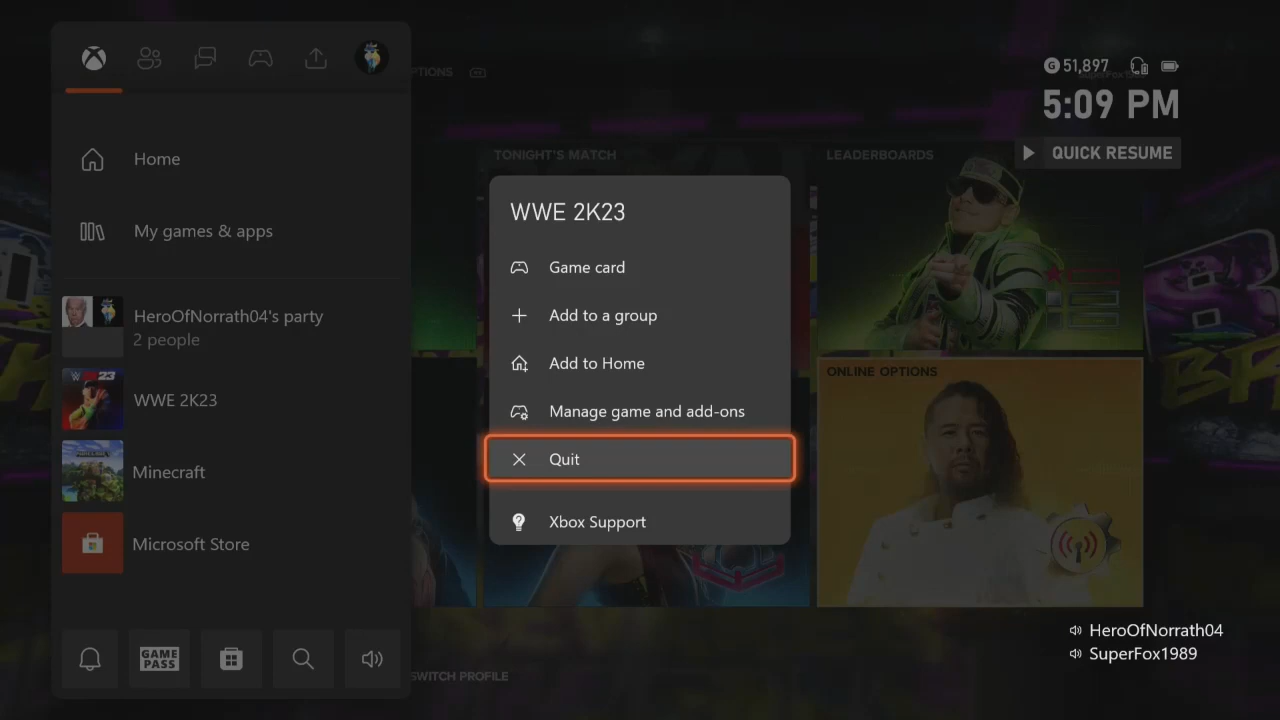 51,897
5:09 PM
QUICK RESUME
Home
My games & apps
HeroOfNorrath04's party
2 people
WWE 2K23
Minecraft
Microsoft Store
GAME PASS
WWE 2K23
Game card
Add to a group
Add to Home
Manage game and add-ons
Quit
Xbox Support
TONIGHT'S MATCH
LEADERBOARDS
ONLINE OPTIONS
HeroOfNorrath04
SuperFox1989
SWITCH PROFILE